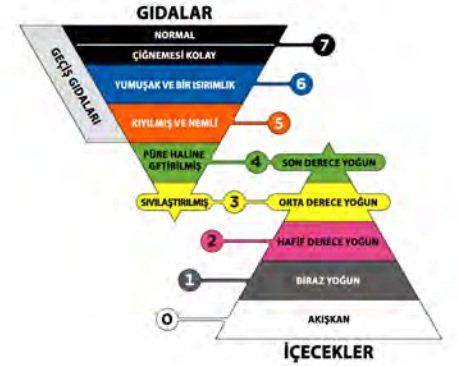 GIDALAR
NORMAL
7
ÇİĞNEMESİ KOLAY
GEÇİŞ GIDALARI
YUMUŞAK VE BİR ISIRIMLIK
6
KIYILMIŞ VE NEMLİ
5
PÜRE HALİNE
GETİRİLMİŞ
4
SON DERECE YOĞUN
SIVILAŞTIRILMIŞ
3
ORTA DERECE YOĞUN
2
HAFİF DERECE YOĞUN
1
BİRAZ YOĞUN
0
AKIŞKAN
İÇECEKLER